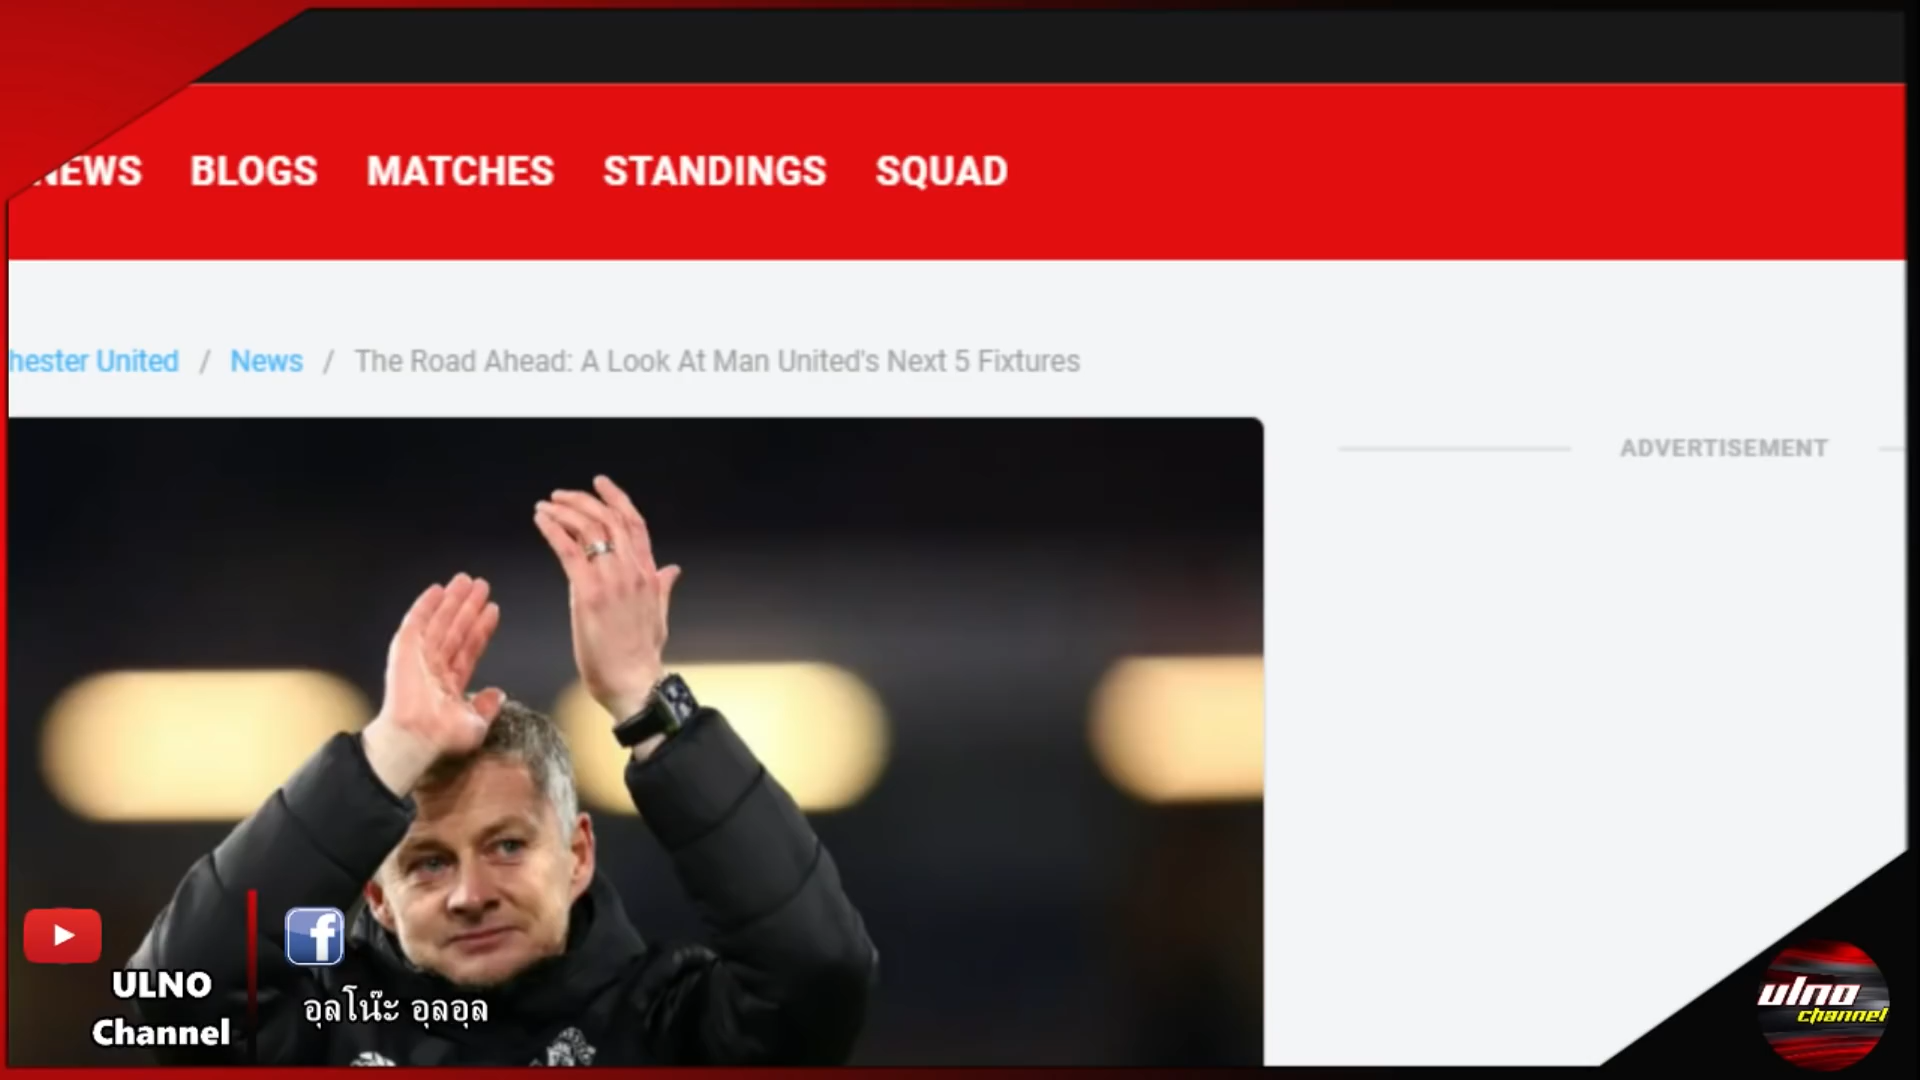 NEWS BLOGS MATCHES STANDINGS SQUAD
hester United / News / The Road Ahead: A Look At Man United's Next 5 Fixtures
ADVERTISEMENT
ULNO
Channel
อุลโน๊ะ อุลอุล
ulno
channel